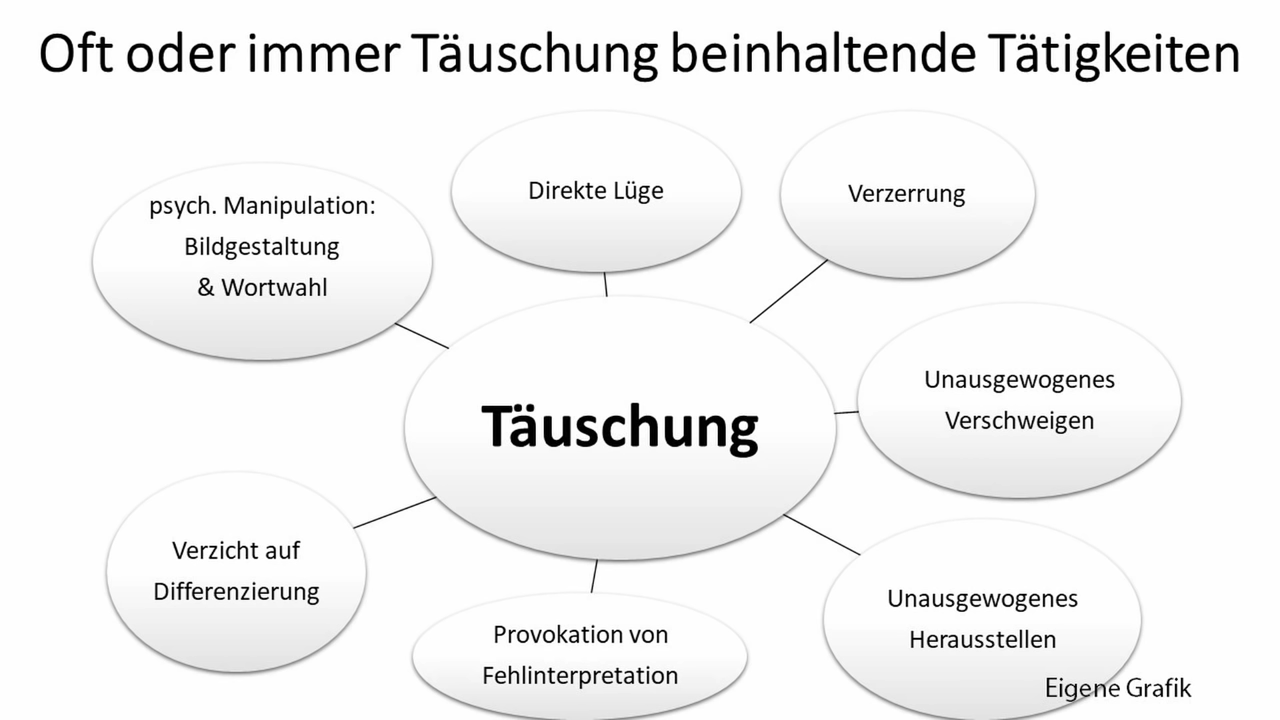 Oft oder immer Täuschung beinhaltende Tätigkeiten
psych. Manipulation:
Bildgestaltung
& Wortwahl
Direkte Lüge
Verzerrung
Unausgewogenes
Verschweigen
Täuschung
Verzicht auf
Differenzierung
Provokation von
Fehlinterpretation
Unausgewogenes
Herausstellen
Eigene Grafik